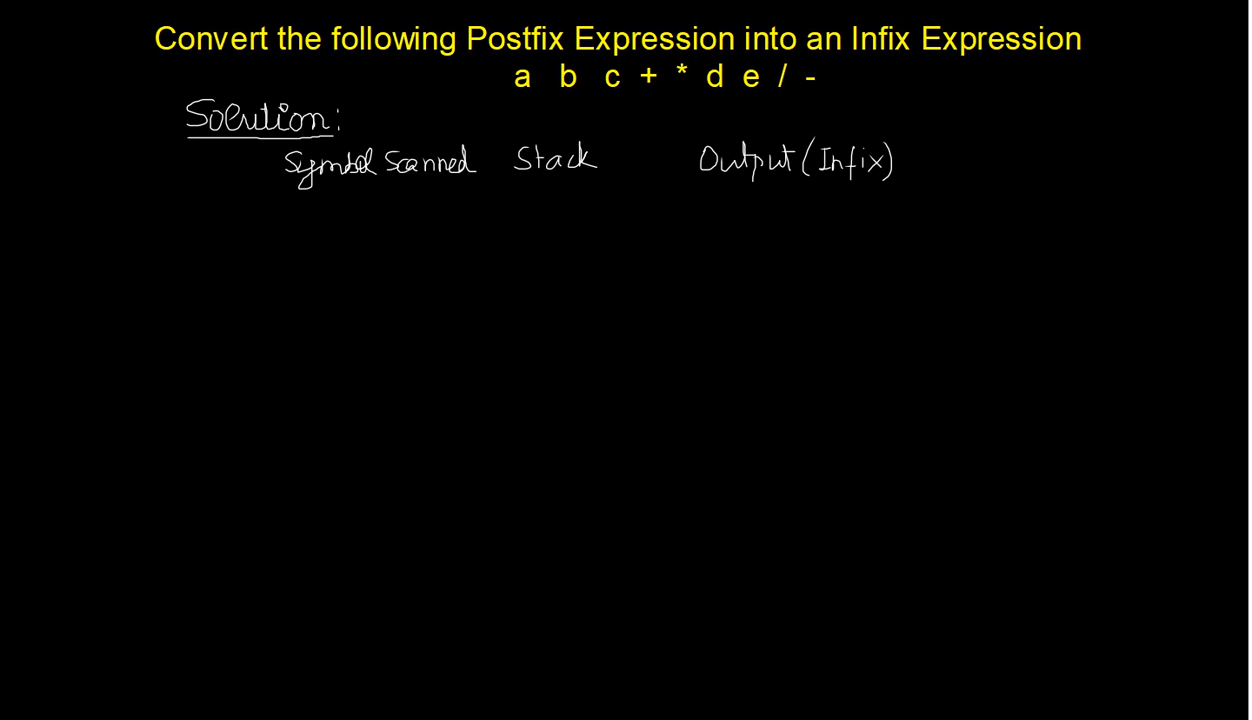 Convert the following Postfix Expression into an Infix Expression
a b c + * d e / -
Solution:
Symbol Scanned Stack Output (Infix)